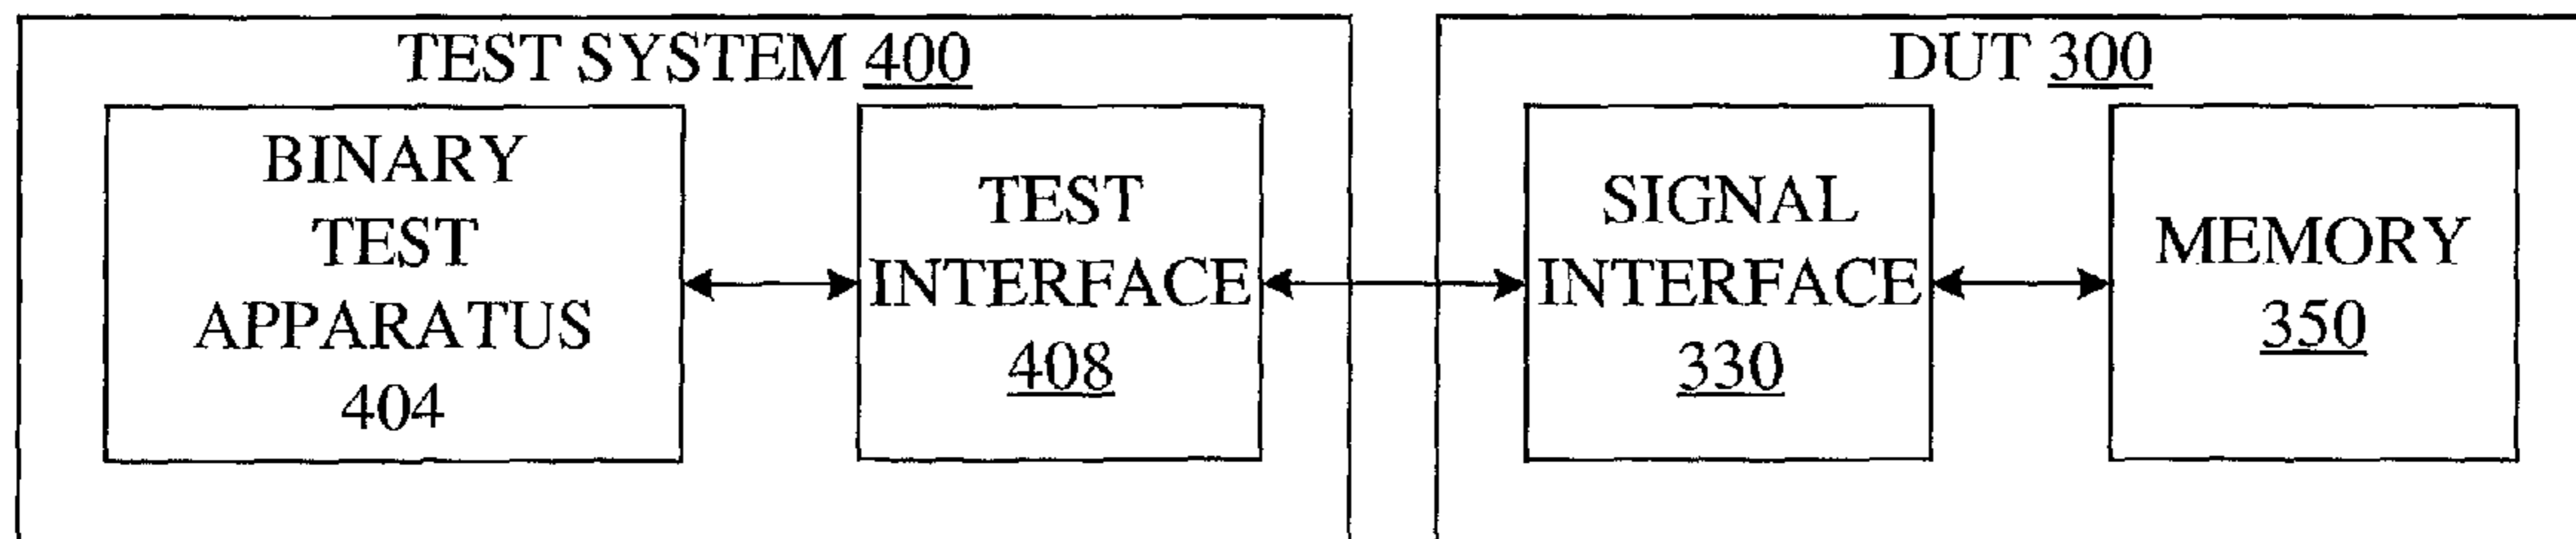 TEST SYSTEM 400
BINARY
TEST
APPARATUS
404
TEST
INTERFACE
408
DUT 300
SIGNAL
INTERFACE
330
MEMORY
350